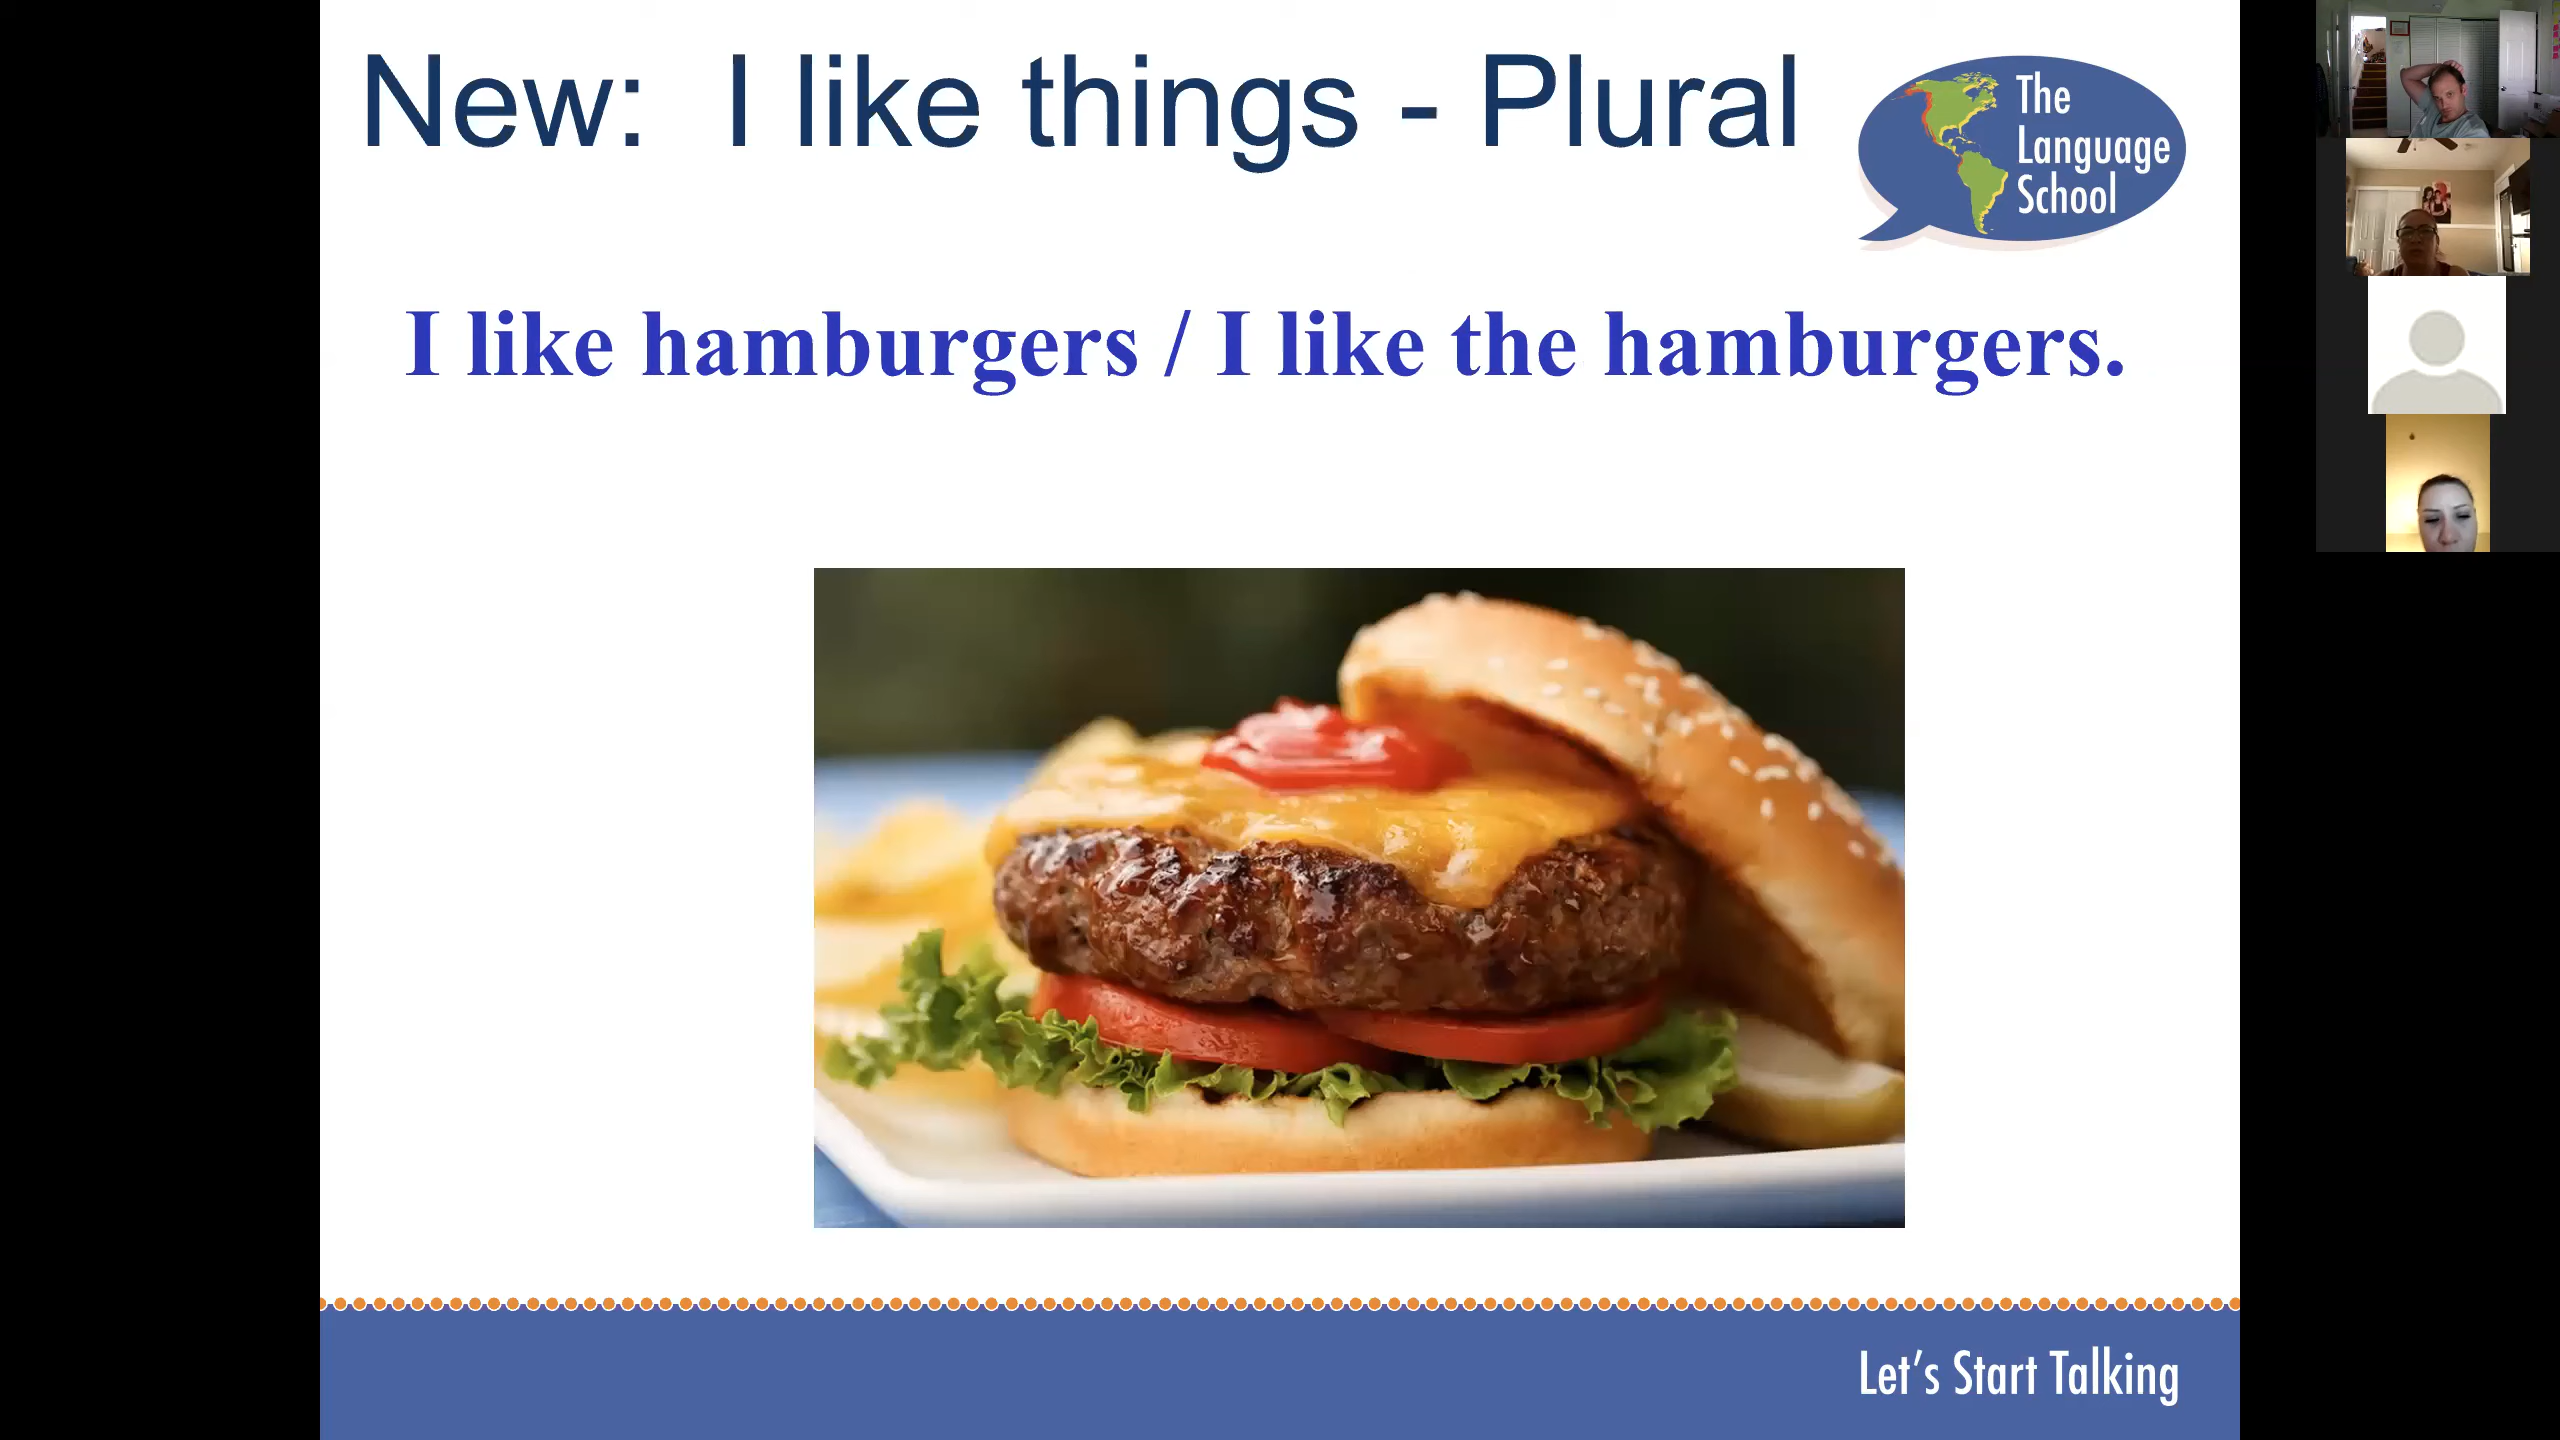 New: I like things - Plural
The
Language
School
I like hamburgers / I like the hamburgers.
Let's Start Talking